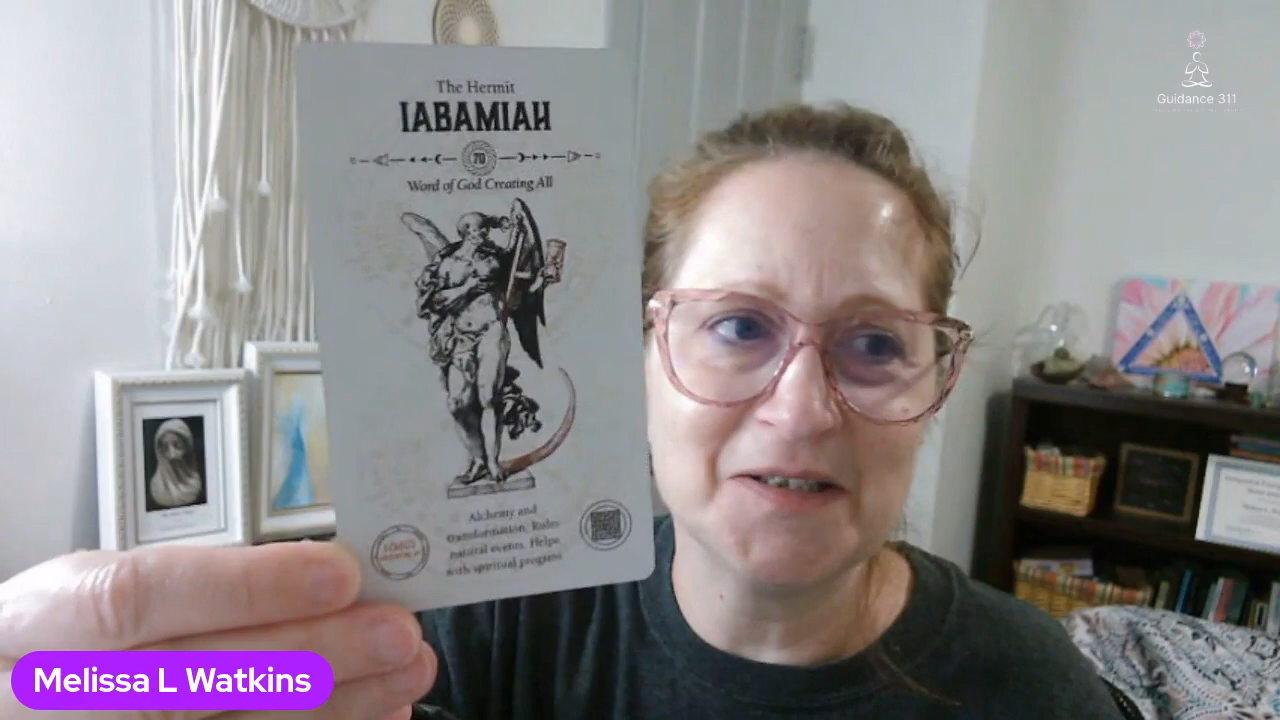 The Hermit
IABAMIAH
70
Word of God Creating All
Alchemy and
transformation. Rules
natural events. Helps
with spiritual progress
Guidance 311
Melissa L Watkins